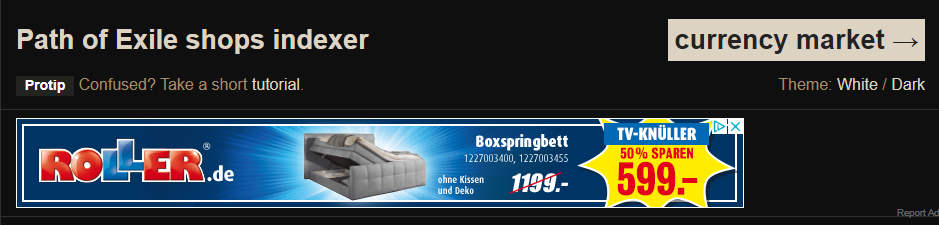 Path of Exile shops indexer
currency market →
Protip Confused? Take a short tutorial.
Theme: White / Dark
ROLLER®.de
Boxspringbett
1227003400, 1227003455
ohne Kissen
und Deko
1199.-
TV-KNÜLLER
50% SPAREN
599.-
Report Ad